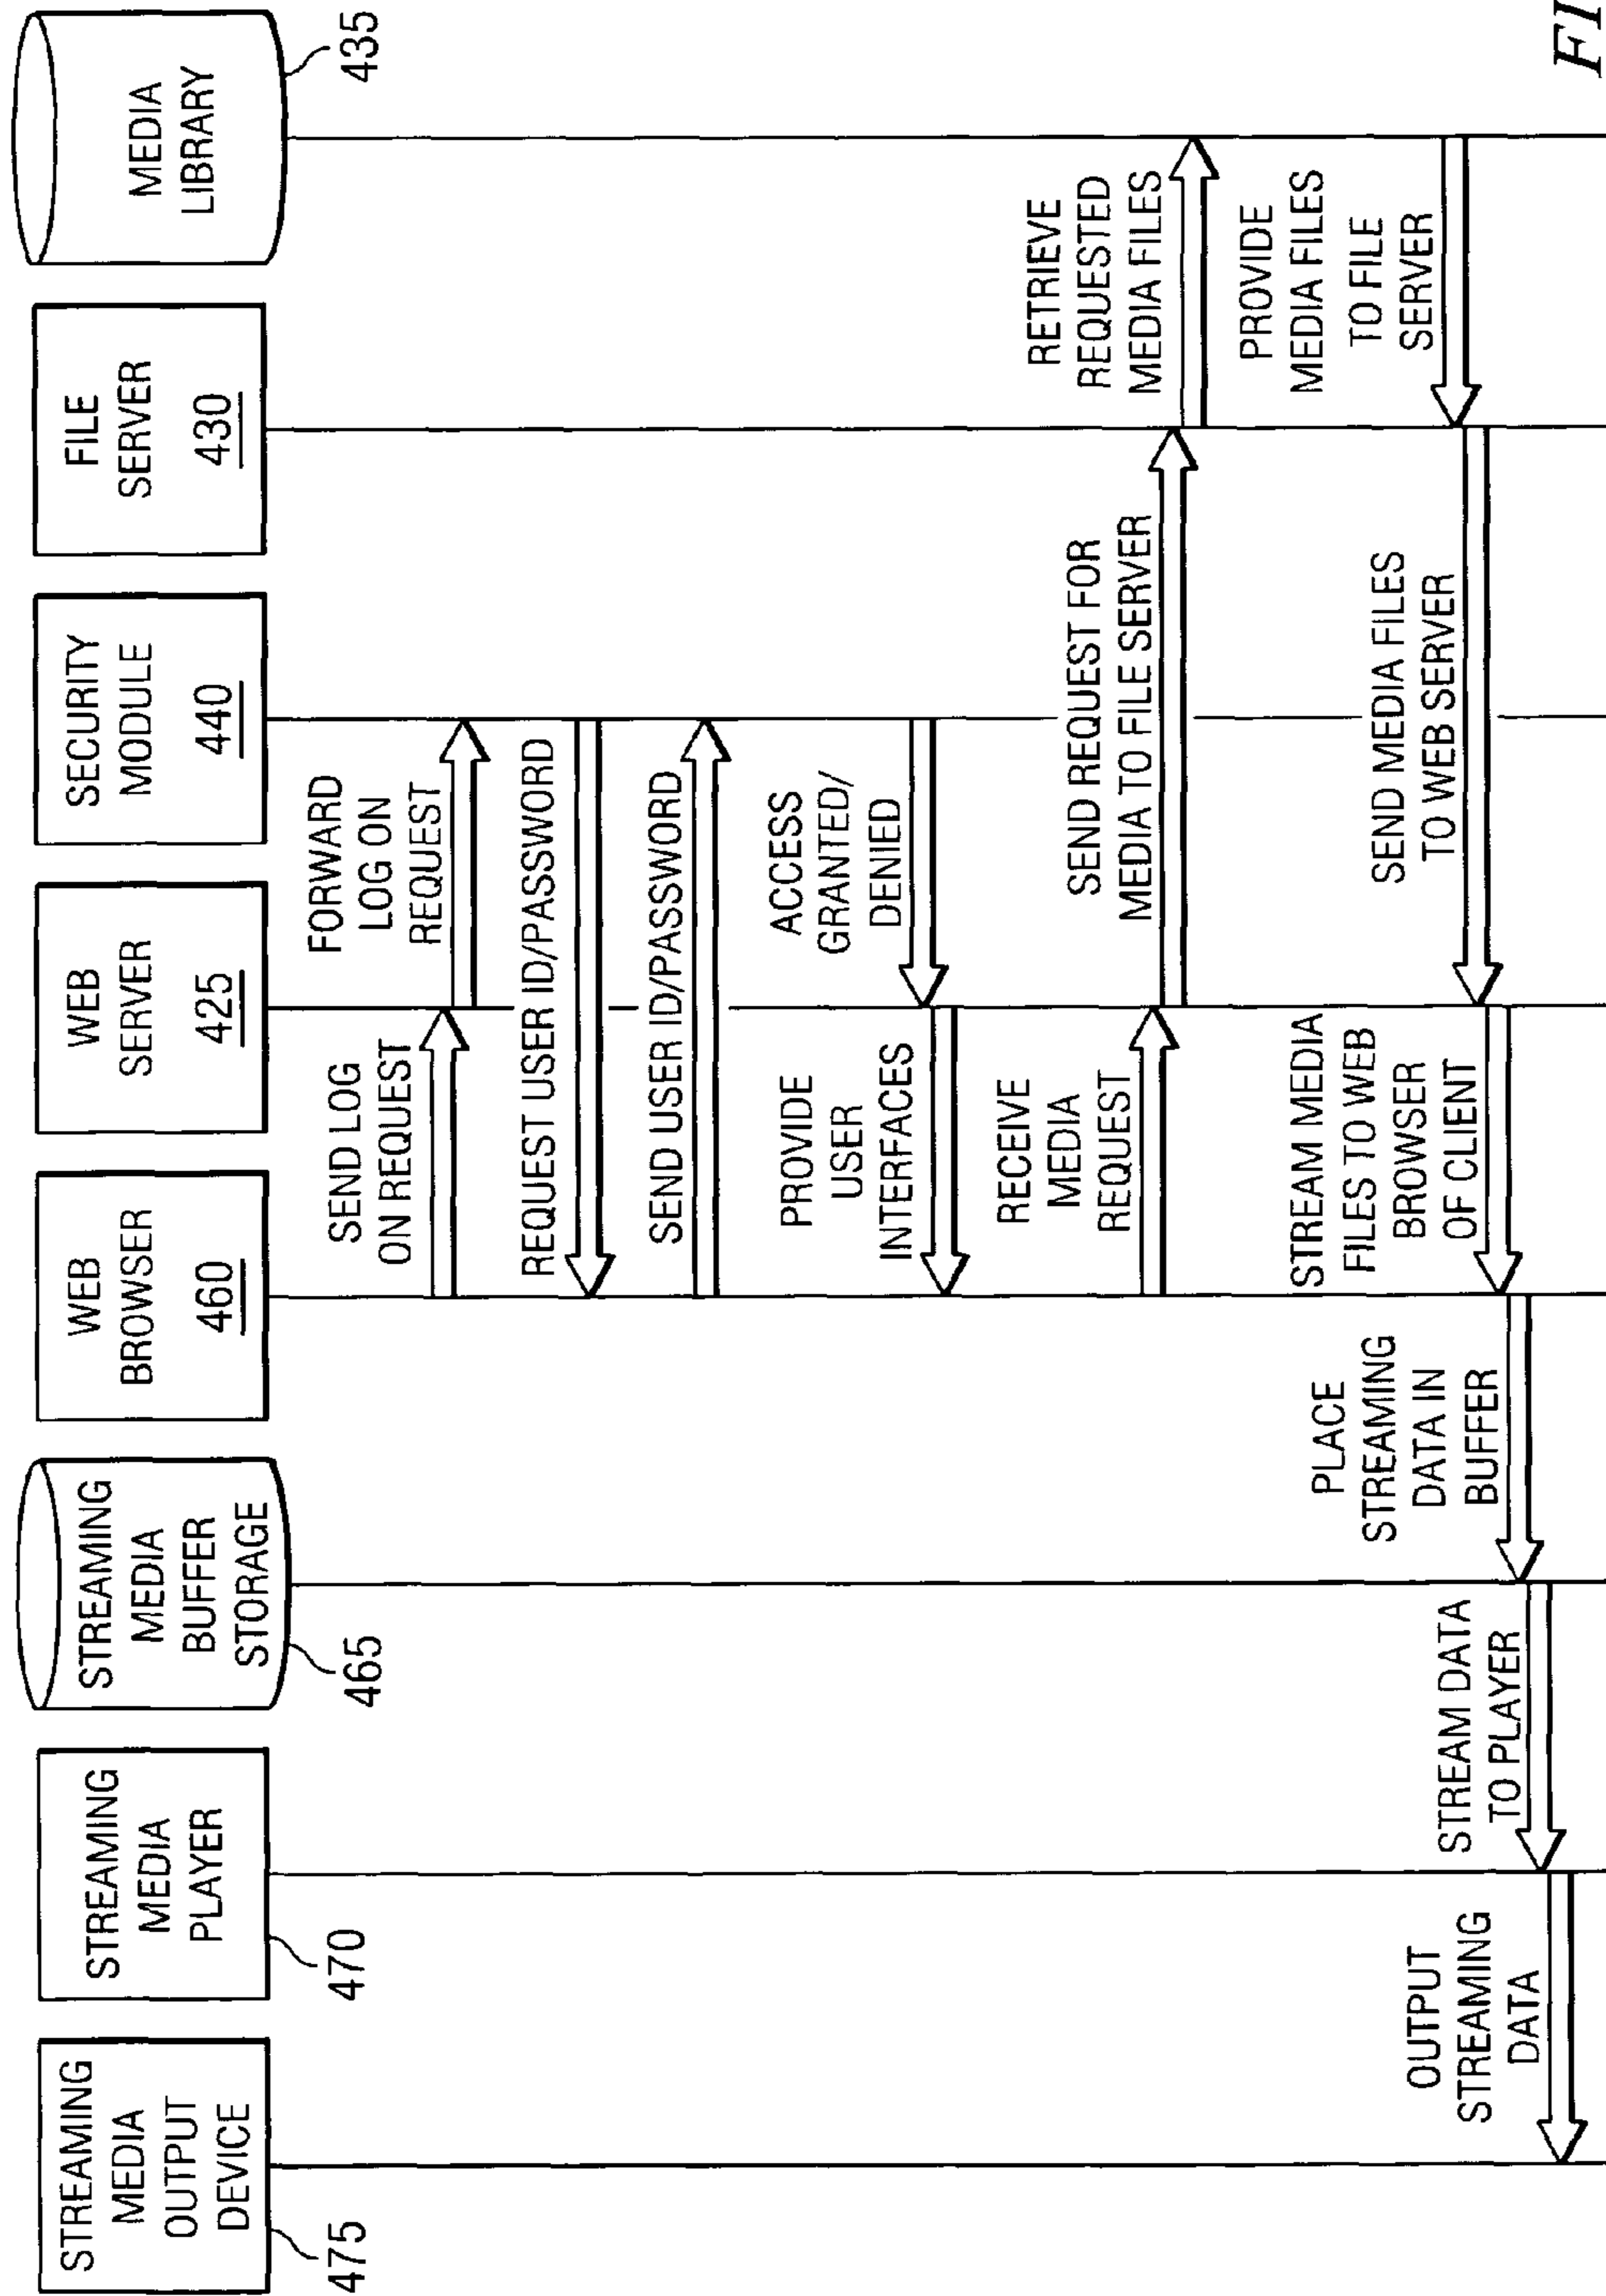 STREAMING
MEDIA
OUTPUT
DEVICE
475
STREAMING
MEDIA
PLAYER
470
STREAMING
MEDIA
BUFFER
STORAGE
465
WEB
BROWSER
460
WEB
SERVER
425
SECURITY
MODULE
440
FILE
SERVER
430
MEDIA
LIBRARY
435
SEND LOG
ON REQUEST
FORWARD
LOG ON
REQUEST
REQUEST USER ID/PASSWORD
SEND USER ID/PASSWORD
ACCESS
GRANTED/
DENIED
PROVIDE
USER
INTERFACES
RECEIVE
MEDIA
REQUEST
SEND REQUEST FOR
MEDIA TO FILE SERVER
RETRIEVE
REQUESTED
MEDIA FILES
PROVIDE
MEDIA FILES
TO FILE
SERVER
SEND MEDIA FILES
TO WEB SERVER
STREAM MEDIA
FILES TO WEB
BROWSER
OF CLIENT
PLACE
STREAMING
DATA IN
BUFFER
STREAM DATA
TO PLAYER
OUTPUT
STREAMING
DATA